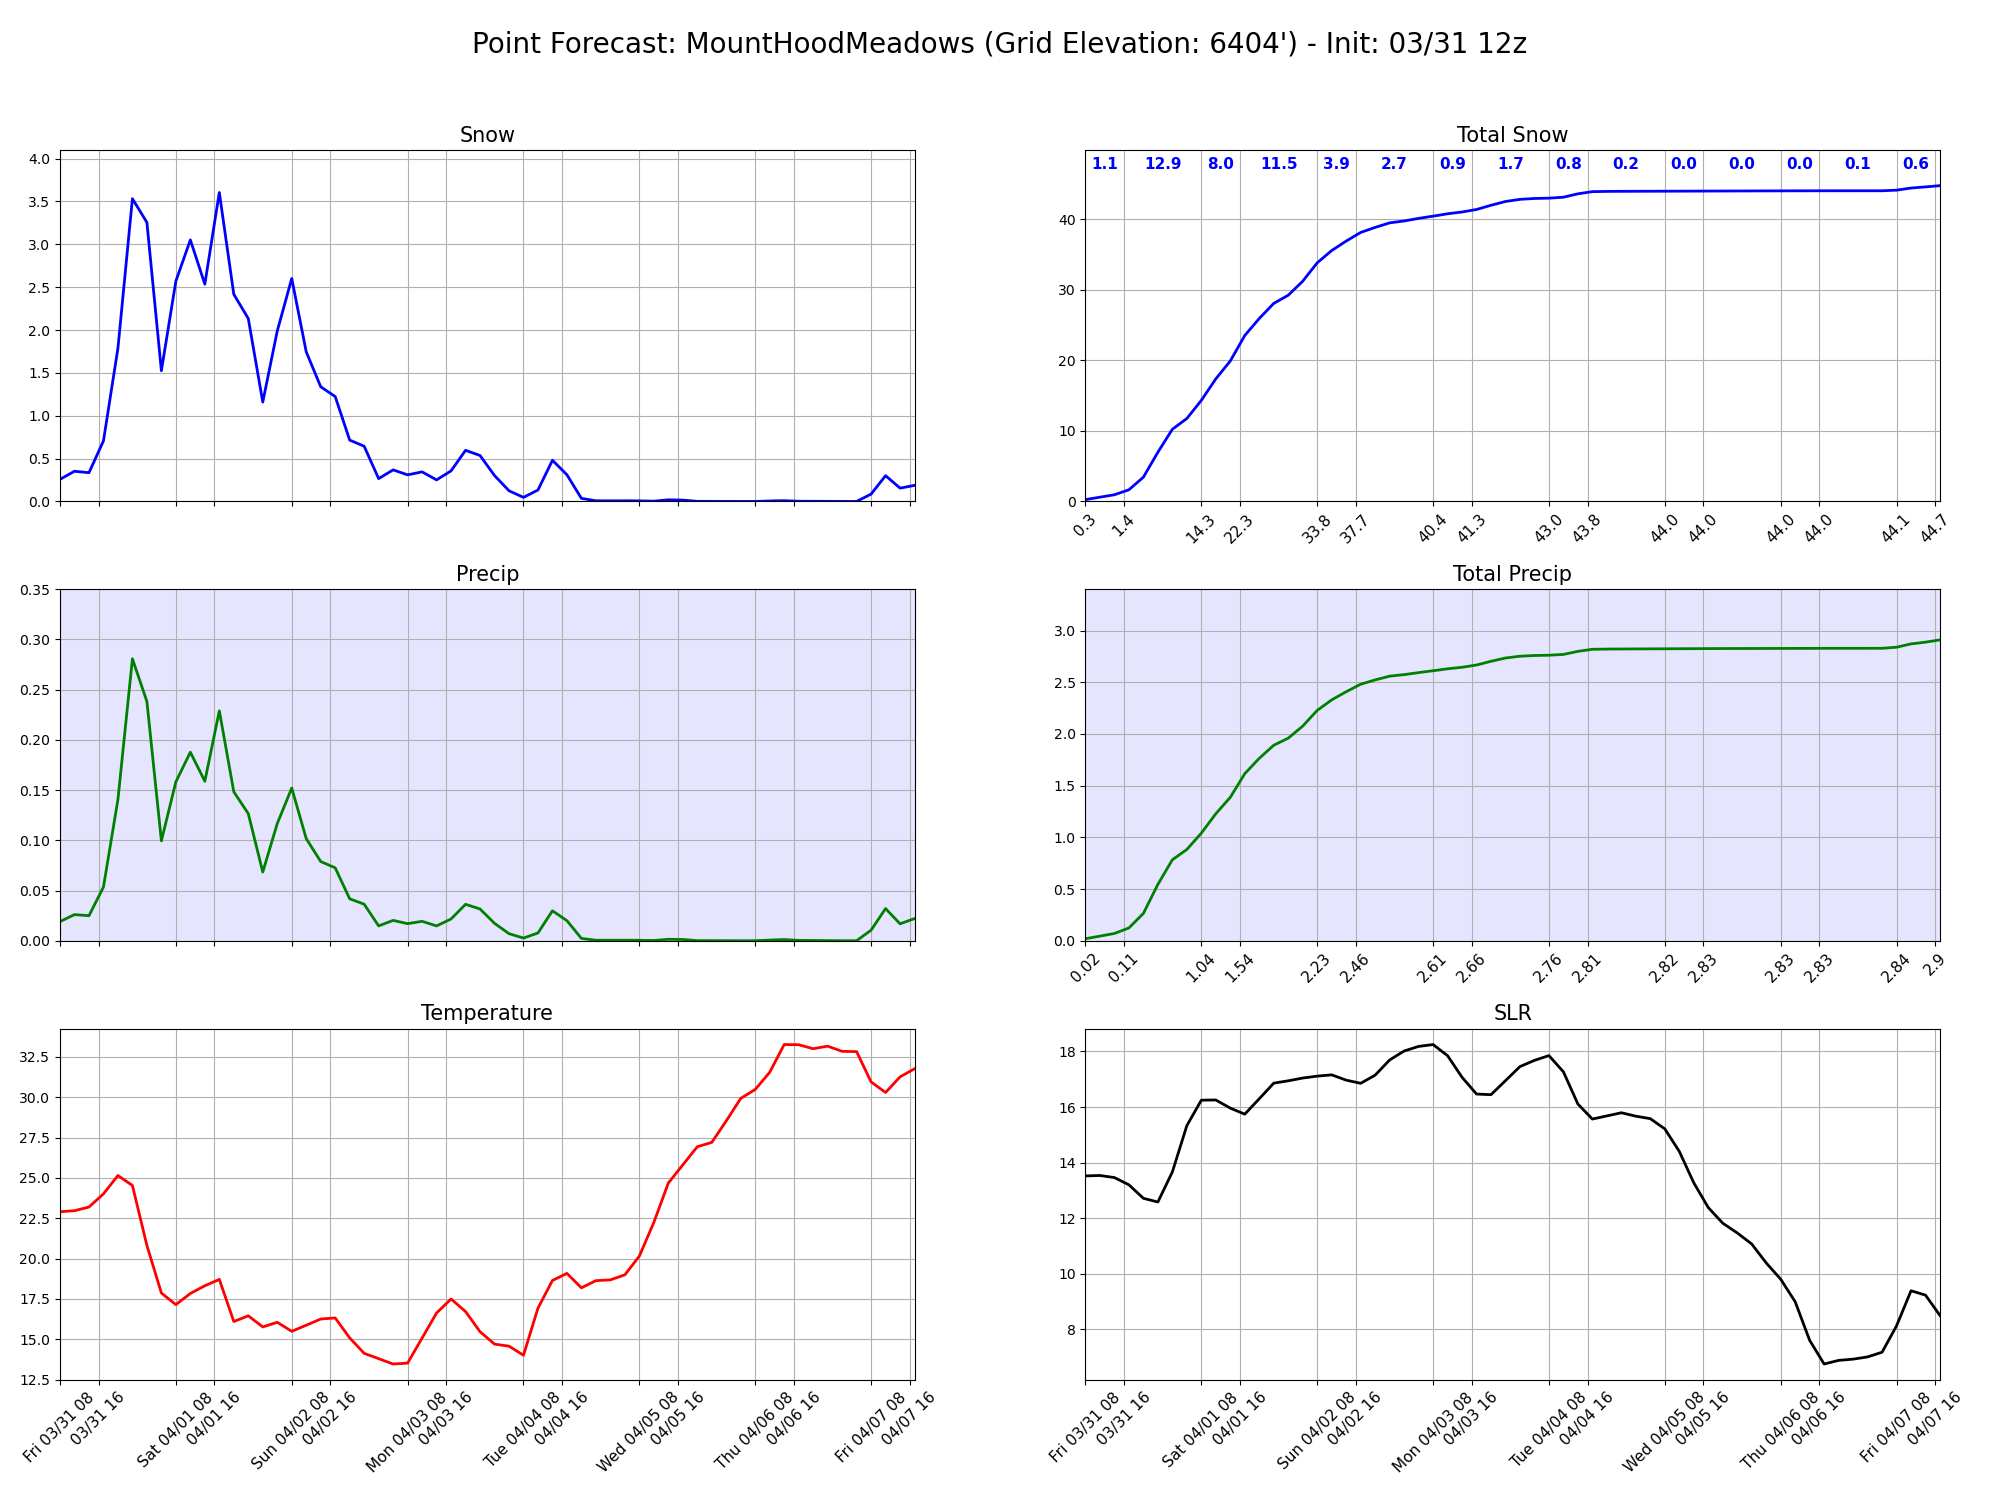 Point Forecast: MountHoodMeadows (Grid Elevation: 6404') - Init: 03/31 12z
Snow
4.0
3.5
3.0
2.5
2.0
1.5
1.0
0.5
0.0
Total Snow
1.1 12.9 8.0 11.5 3.9 2.7 0.9 1.7 0.8 0.2 0.0 0.0 0.0 0.1 0.6
40
30
20
10
0
0.3 1.4 14.3 22.3 33.8 37.7 40.4 41.3 43.0 43.8 44.0 44.0 44.0 44.0 44.1 44.7
Precip
0.35
0.30
0.25
0.20
0.15
0.10
0.05
0.00
Total Precip
3.0
2.5
2.0
1.5
1.0
0.5
0.0
0.02 0.11 1.04 1.54 2.23 2.46 2.61 2.66 2.76 2.81 2.82 2.83 2.83 2.83 2.84 2.9
Temperature
32.5
30.0
27.5
25.0
22.5
20.0
17.5
15.0
12.5
Fri 03/31 08
03/31 16
Sat 04/01 08
04/01 16
Sun 04/02 08
04/02 16
Mon 04/03 08
04/03 16
Tue 04/04 08
04/04 16
Wed 04/05 08
04/05 16
Thu 04/06 08
04/06 16
Fri 04/07 08
04/07 16
SLR
18
16
14
12
10
8
Fri 03/31 08
03/31 16
Sat 04/01 08
04/01 16
Sun 04/02 08
04/02 16
Mon 04/03 08
04/03 16
Tue 04/04 08
04/04 16
Wed 04/05 08
04/05 16
Thu 04/06 08
04/06 16
Fri 04/07 08
04/07 16